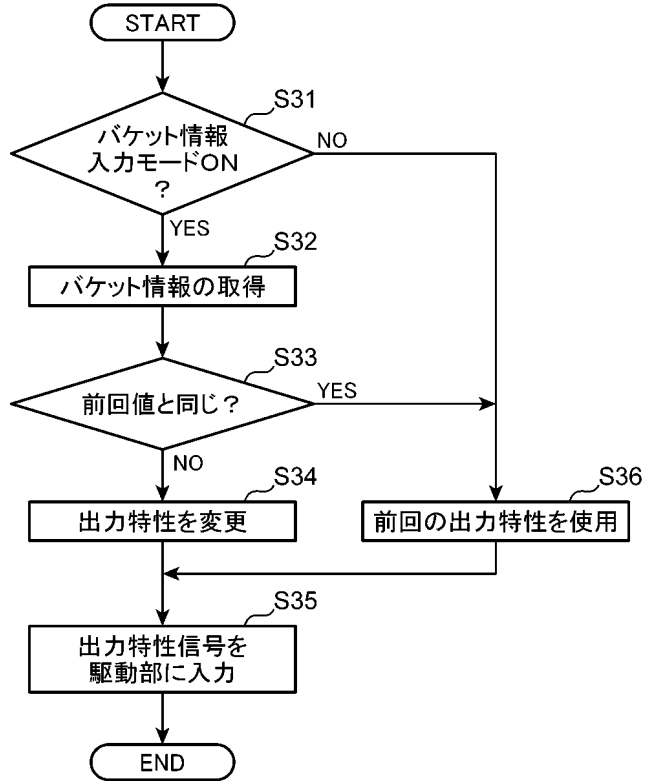 START
S31
バケット情報
入力モードON
?
NO
YES
S32
バケット情報の取得
S33
前回値と同じ?
YES
NO
S34
出力特性を変更
S36
前回の出力特性を使用
S35
出力特性信号を
駆動部に入力
END